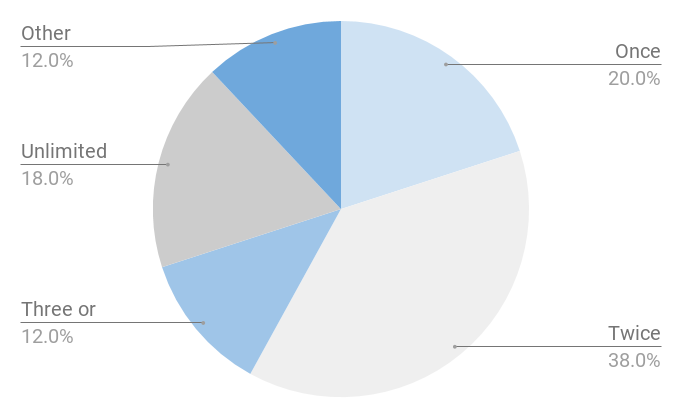 Other
12.0%
Once
20.0%
Unlimited
18.0%
Three or
12.0%
Twice
38.0%